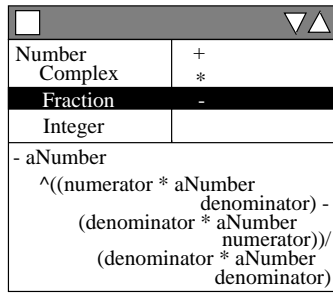 Number +
Complex *
Fraction -
Integer
- aNumber
^((numerator * aNumber
denominator) -
(denominator * aNumber
numerator))/
(denominator * aNumber
denominator)